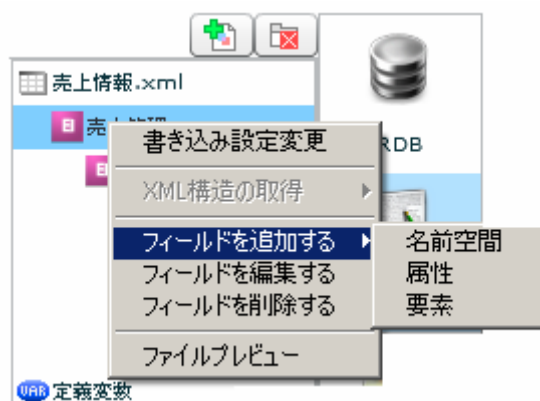 売上情報.xml
売上管理
書き込み設定変更
RDB
XML構造の取得
フィールドを追加する
名前空間
フィールドを編集する
属性
フィールドを削除する
要素
ファイルプレビュー
VAR 定義変数